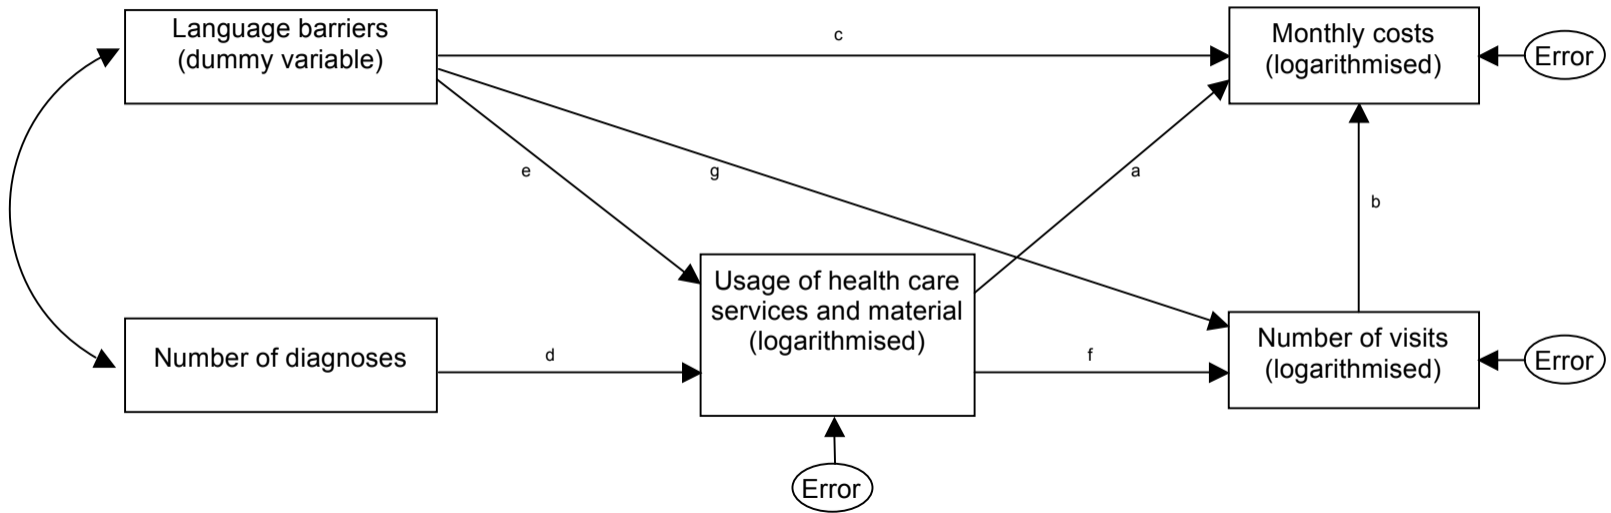 Language barriers
(dummy variable)
c
Monthly costs
(logarithmised)
Error
e
g
a
b
Usage of health care
services and material
(logarithmised)
Number of diagnoses
d
f
Number of visits
(logarithmised)
Error
Error